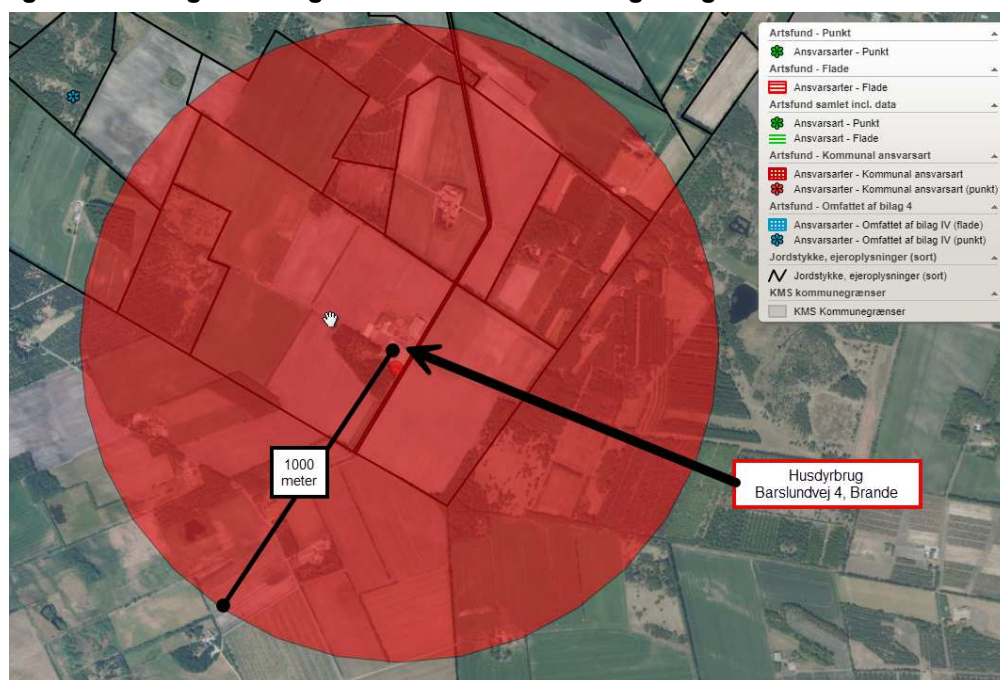 Artsfund - Punkt
Ansvarsarter - Punkt
Artsfund - Flade
Ansvarsarter - Flade
Artsfund samlet incl. data
Ansvarsart - Punkt
Ansvarsart - Flade
Artsfund - Kommunal ansvarsart
Ansvarsarter - Kommunal ansvarsart
Ansvarsarter - Kommunal ansvarsart (punkt)
Artsfund - Omfattet af bilag 4
Ansvarsarter - Omfattet af bilag IV (flade)
Ansvarsarter - Omfattet af bilag IV (punkt)
Jordstykke, ejeroplysninger (sort)
Jordstykke, ejeroplysninger (sort)
KMS kommunegrænser
KMS Kommunegrænser
1000
meter
Husdyrbrug
Barslundvej 4, Brande